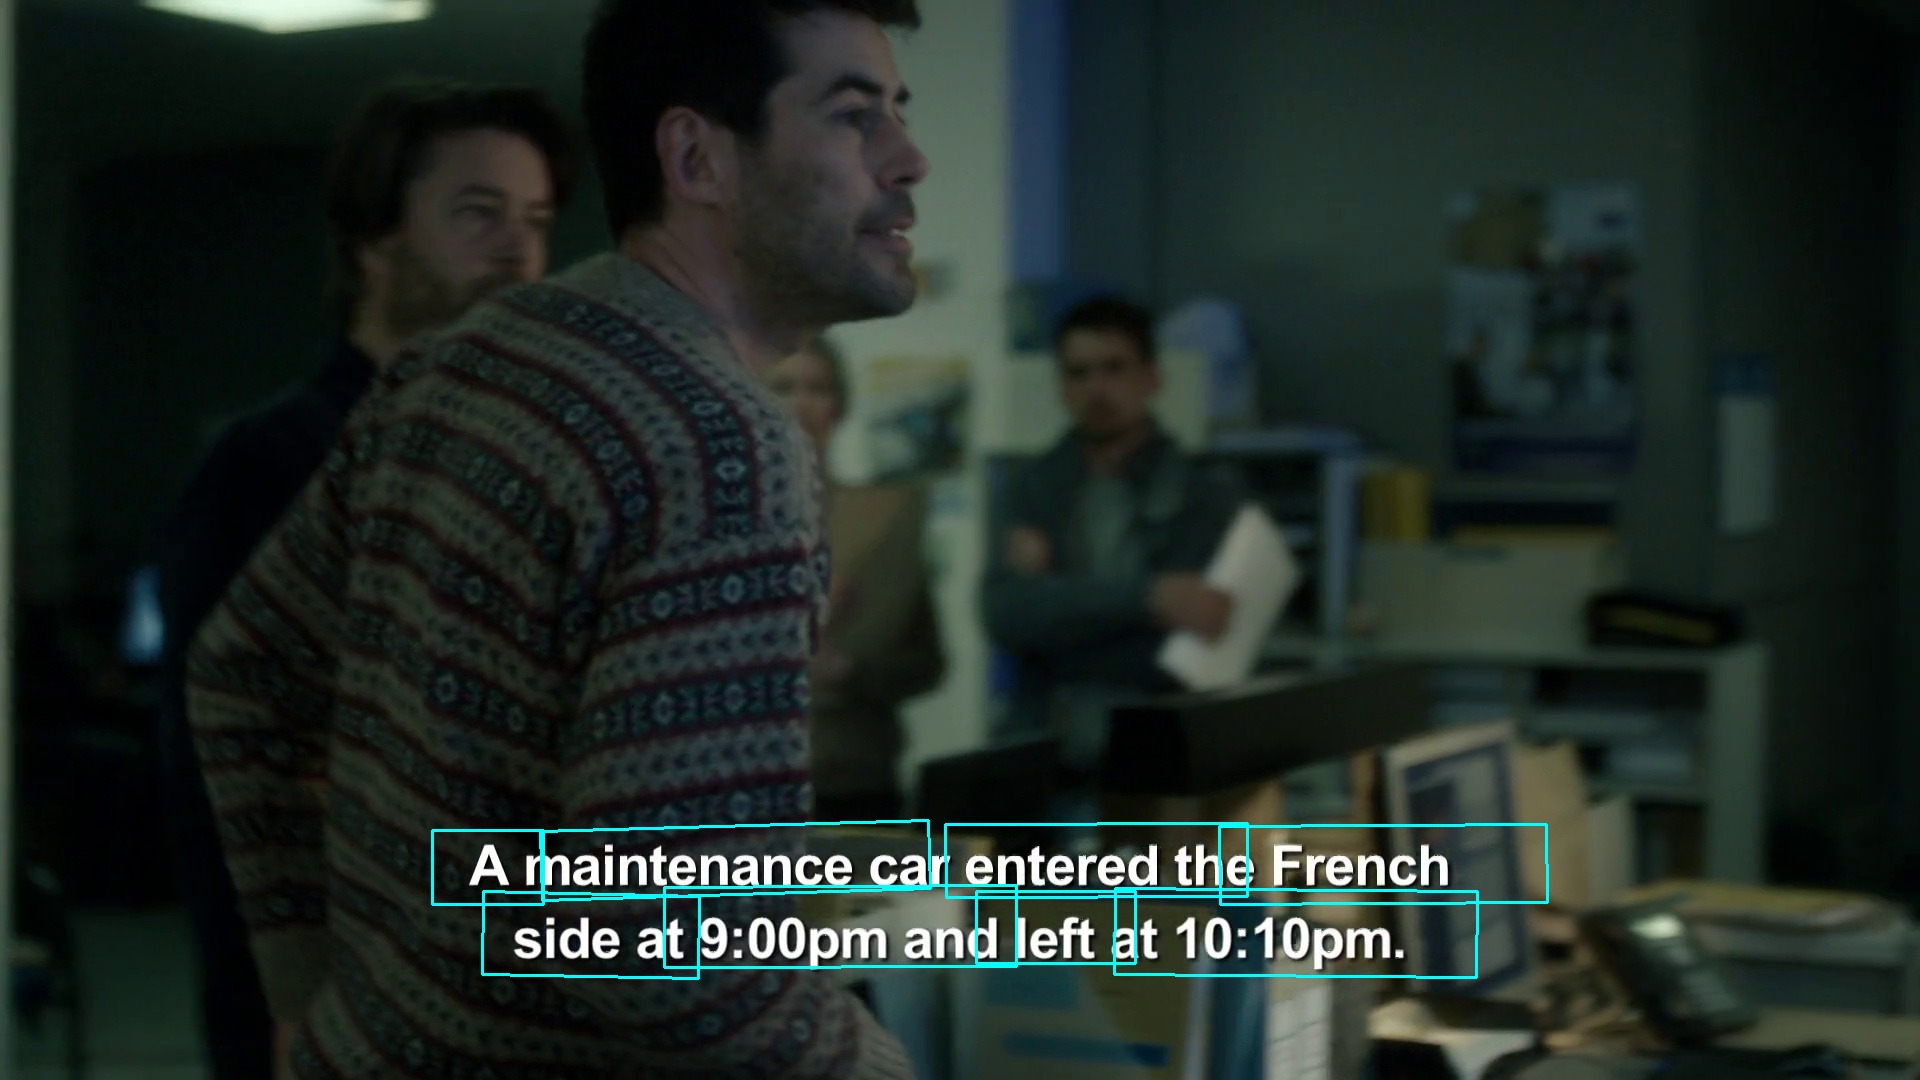 A maintenance car entered the French
side at 9:00pm and left at 10:10pm.